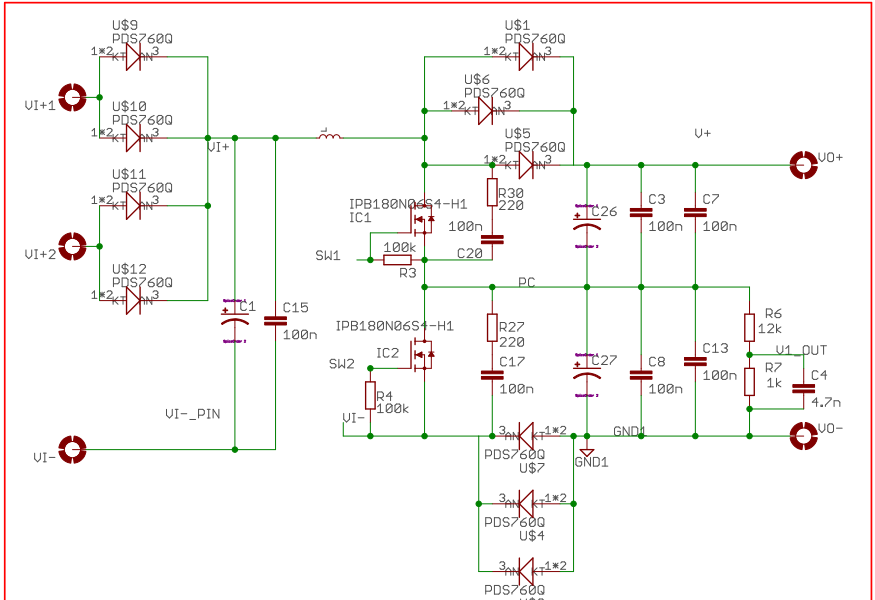 U$9
PDS760Q
1*2 KT AN 3
VI+1
U$10
PDS760Q
1*2 KT AN 3
VI+
U$11
PDS760Q
1*2 KT AN 3
VI+2
U$12
PDS760Q
1*2 KT AN 3
C1
C15
100n
VI-_PIN
VI-
L
U$1
PDS760Q
1*2 KT AN 3
U$6
PDS760Q
1*2 KT AN 3
U$5
PDS760Q
1*2 KT AN 3
V+
VO+
IPB180N06S4-H1
IC1
R30
220
100n
C20
SW1
100k
R3
C26
C3
100n
C7
100n
PC
IPB180N06S4-H1
IC2
SW2
R4
100k
VI-
R27
220
C17
100n
C27
C8
100n
C13
100n
R6
12k
V1_OUT
R7
1k
C4
4.7n
VO-
GND1
GND1
3 AN KT 1*2
PDS760Q
U$7
3 AN KT 1*2
PDS760Q
U$4
3 AN KT 1*2
PDS760Q